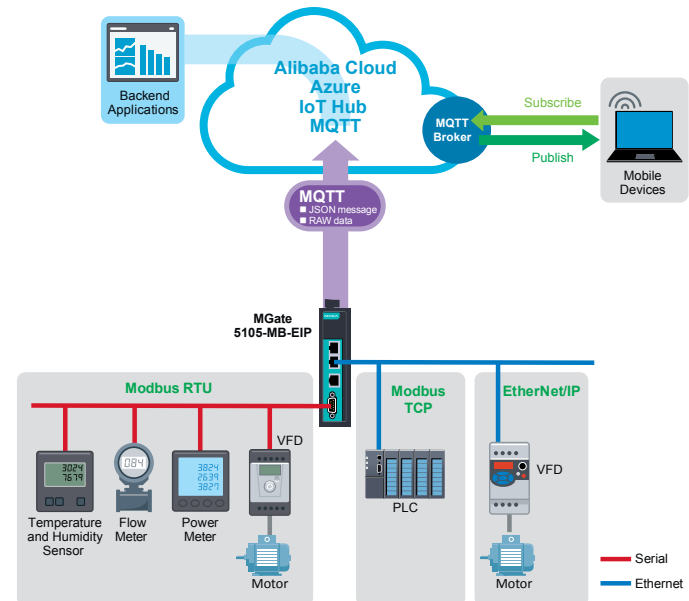 Backend
Applications
Alibaba Cloud
Azure
IoT Hub
MQTT
MQTT
Broker
Subscribe
Publish
Mobile
Devices
MQTT
JSON message
RAW data
MGate
5105-MB-EIP
MOXA
Modbus RTU
Modbus
TCP
EtherNet/IP
3024
7679
084
3824
2639
3827
VFD
VFD
PLC
Temperature
and Humidity
Sensor
Flow
Meter
Power
Meter
Motor
Motor
Serial
Ethernet